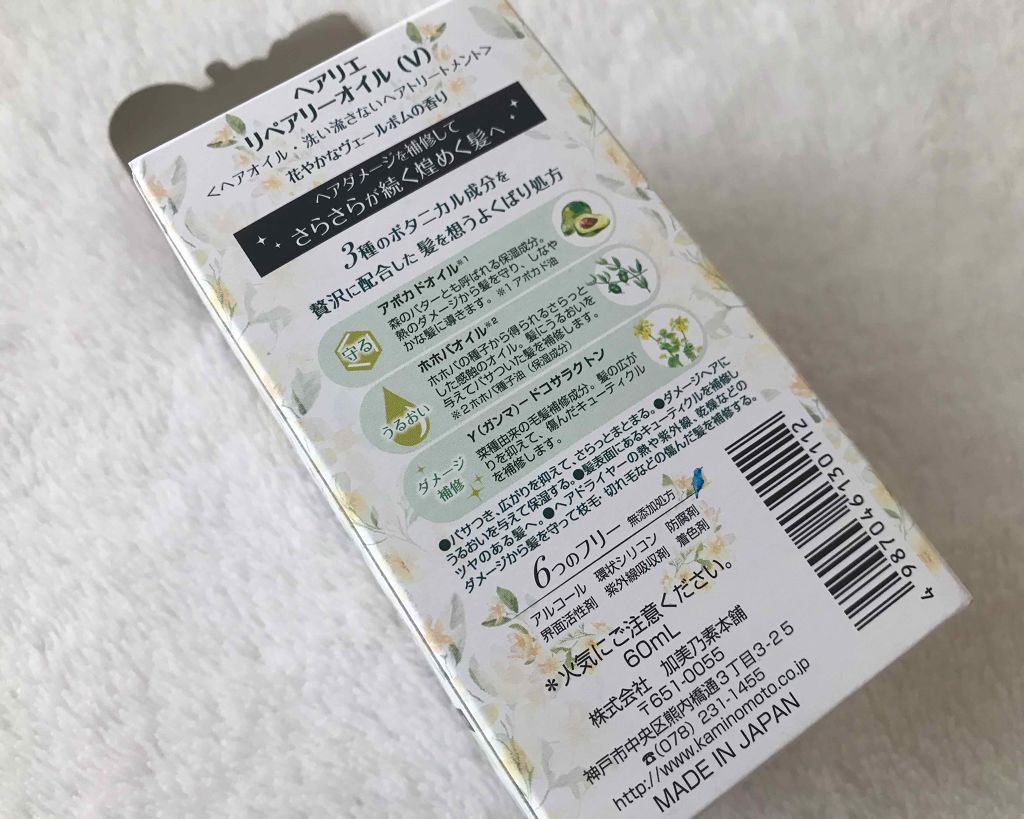 ヘアリエ
リペアリーオイル (V)
<ヘアオイル・洗い流さないヘアトリートメント>
花やかなヴェールボムの香り
ヘアダメージを補修して
さらさらが続く煌めく髪へ
3種のボタニカル成分を
贅沢に配合した 髪を想うよくばり処方
守る
アボカドオイル※1
森のバターとも呼ばれる保湿成分。
熱のダメージから髪を守り、しなや
かな髪に導きます。※1アボカド油
うるおい
ホホバオイル※2
ホホバの種子から得られるさらっと
した感触のオイル。髪にうるおいを
与えてパサついた髪を補修します。
※2ホホバ種子油(保湿成分)
ダメージ
補修
γ(ガンマ)ードコサラクトン
菜種由来の毛髪補修成分。髪の広が
りを抑えて、傷んだキューティクル
を補修します。
●パサつき、広がりを抑えて、さらっとまとまる。●ダメージヘアに
うるおいを与えて保湿する。●髪表面にあるキューティクルを補修し
ツヤのある髪へ。●ヘアドライヤーの熱や紫外線、乾燥などの
ダメージから髪を守って枝毛・切れ毛などの傷んだ髪を補修する。
6つのフリー 無添加処方
アルコール 環状シリコン 防腐剤
界面活性剤 紫外線吸収剤 着色剤
*火気にご注意ください。
60mL
株式会社 加美乃素本舗
〒651-0055
神戸市中央区熊内橋通3丁目3-25
☎(078) 231-1455
http://www.kaminomoto.co.jp
MADE IN JAPAN
4 987046 130112